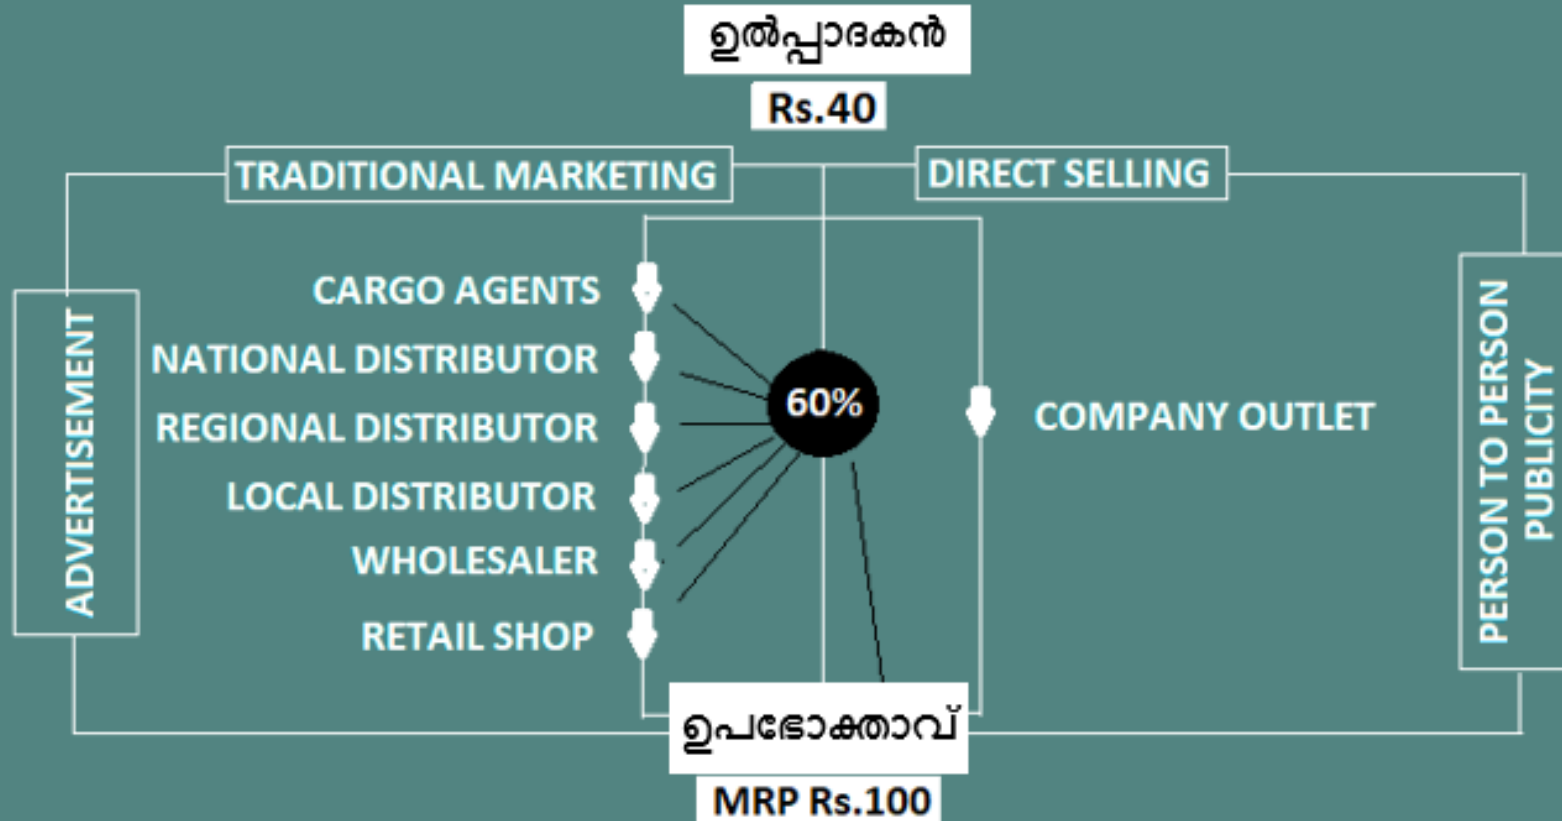 ഉൽപ്പാദകൻ
Rs.40
TRADITIONAL MARKETING
DIRECT SELLING
ADVERTISEMENT
CARGO AGENTS
NATIONAL DISTRIBUTOR
REGIONAL DISTRIBUTOR
LOCAL DISTRIBUTOR
WHOLESALER
RETAIL SHOP
60%
COMPANY OUTLET
PERSON TO PERSON
PUBLICITY
ഉപഭോക്താവ്
MRP Rs.100